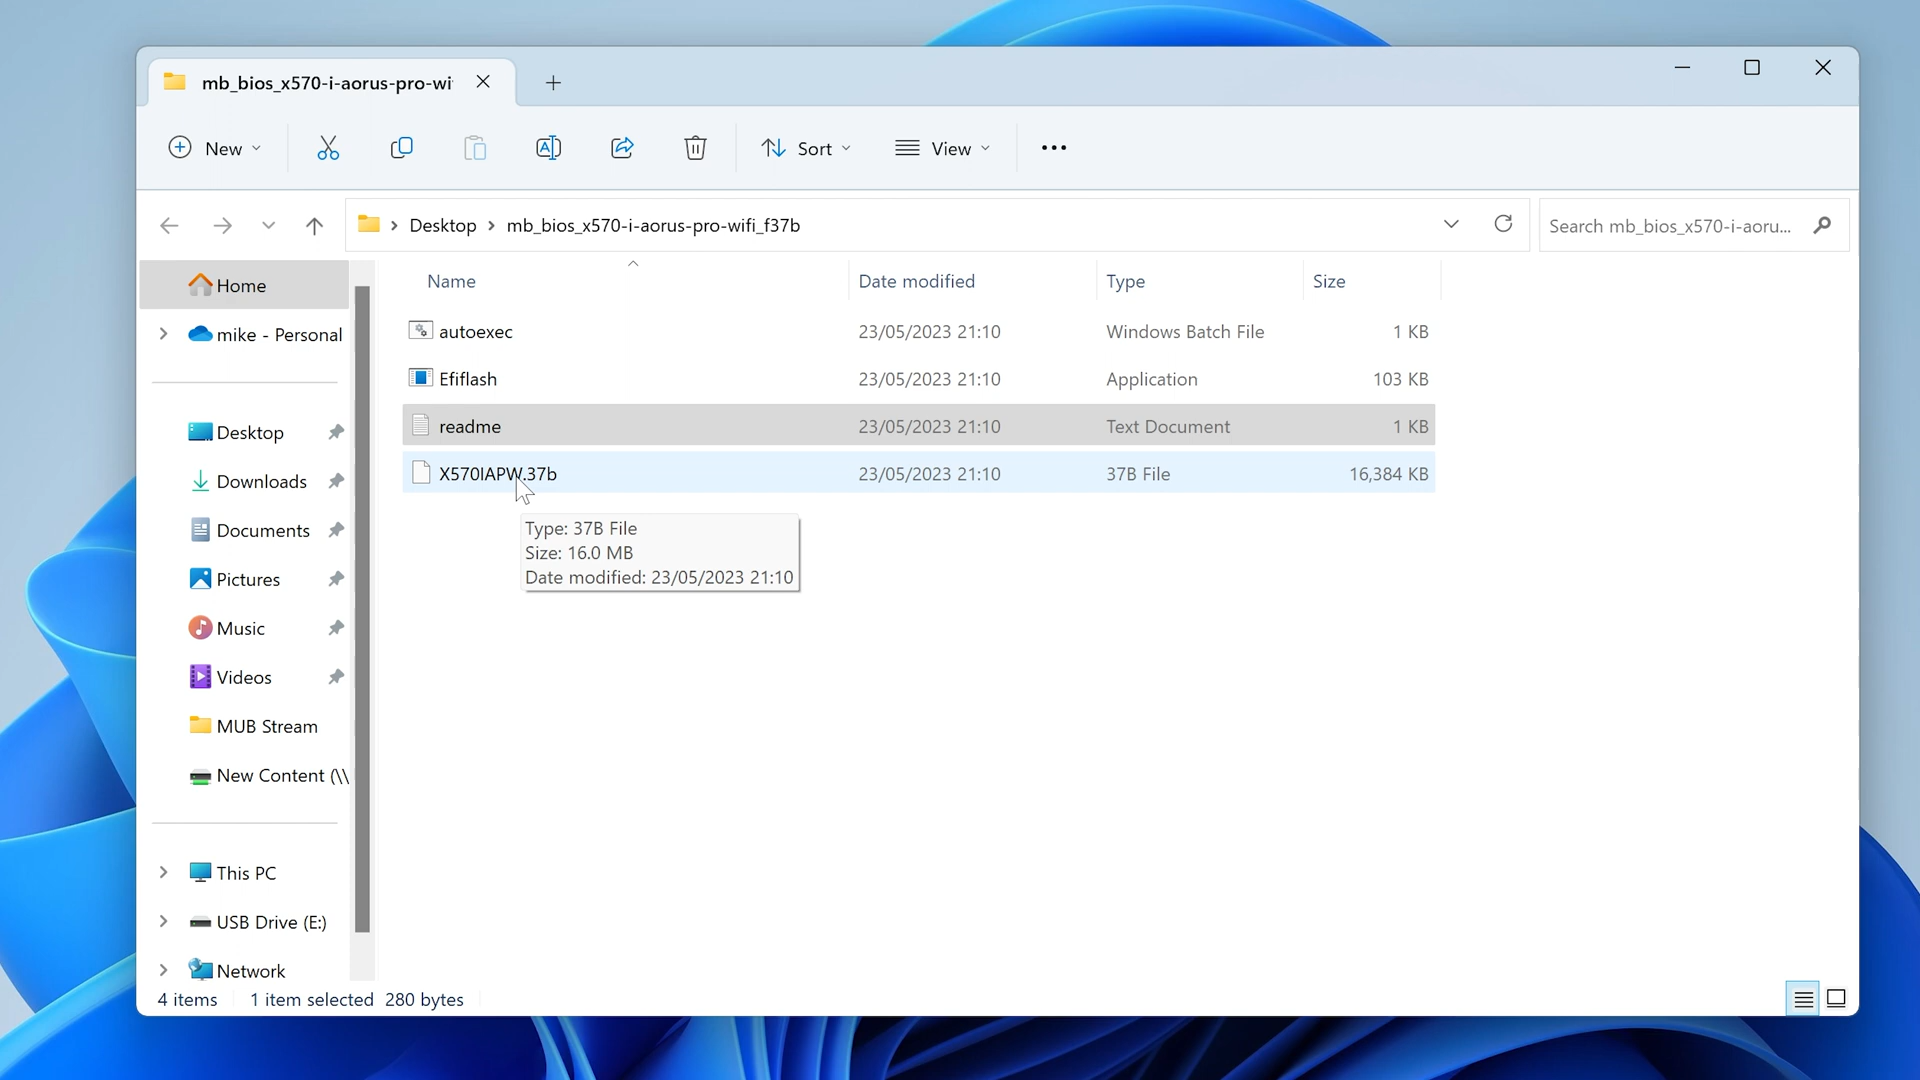 mb_bios_x570-i-aorus-pro-wi
New
Sort
View
Desktop mb_bios_x570-i-aorus-pro-wifi_f37b
Search mb_bios_x570-i-aoru...
Name Date modified Type Size
Home
mike - Personal
Desktop
Downloads
Documents
Pictures
Music
Videos
MUB Stream
New Content (\\
This PC
USB Drive (E:)
Network
autoexec 23/05/2023 21:10 Windows Batch File 1 KB
Efiflash 23/05/2023 21:10 Application 103 KB
readme 23/05/2023 21:10 Text Document 1 KB
X570IAPW.37b 23/05/2023 21:10 37B File 16,384 KB
Type: 37B File
Size: 16.0 MB
Date modified: 23/05/2023 21:10
4 items 1 item selected 280 bytes